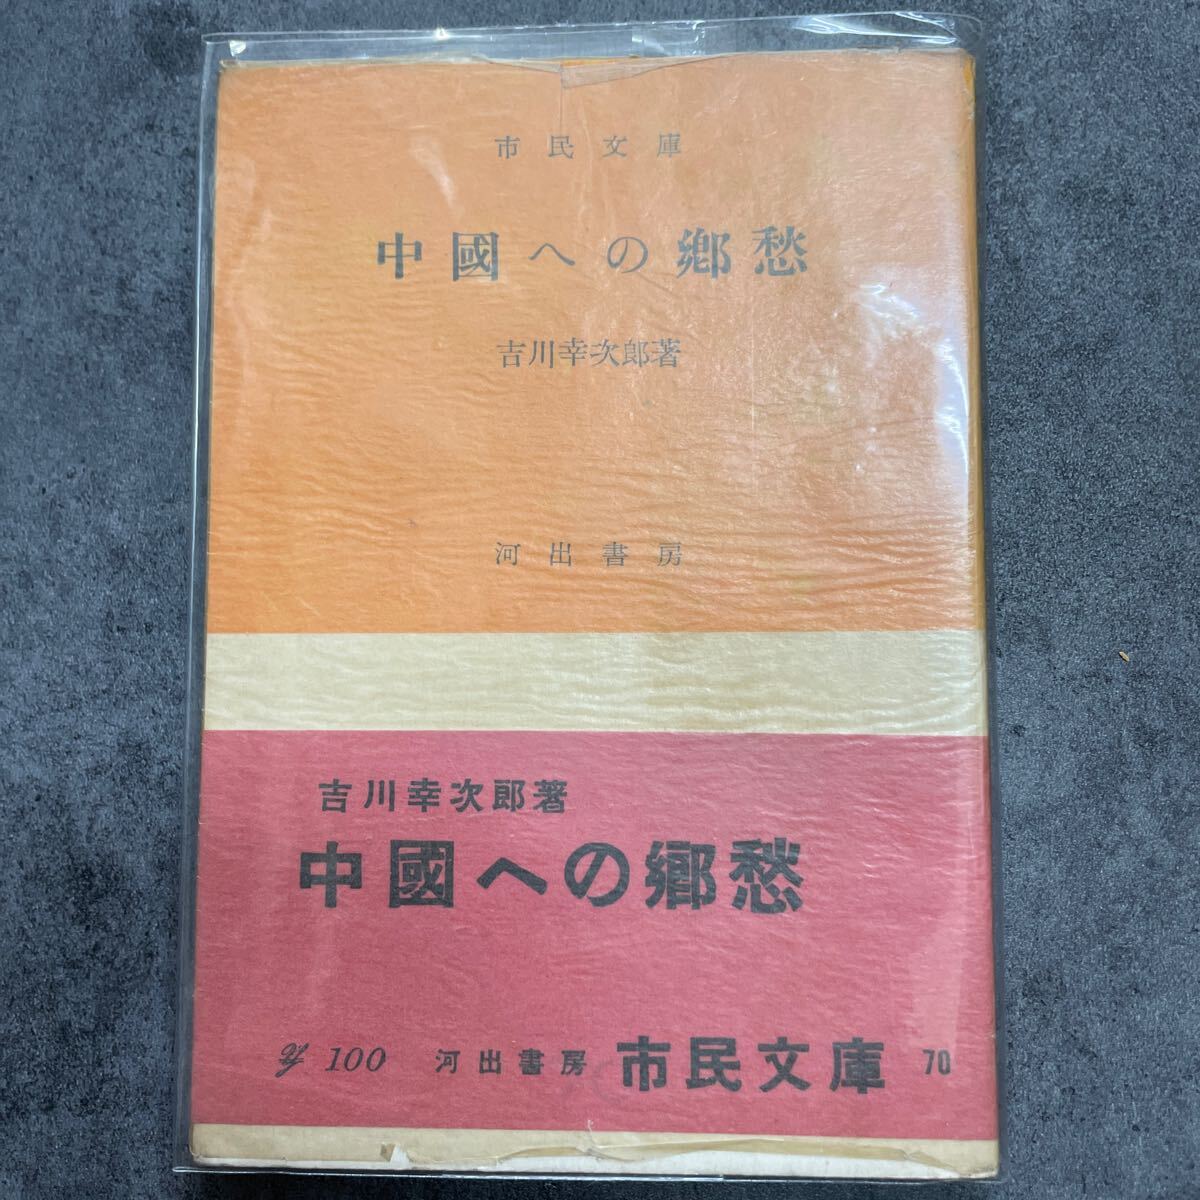 市民文庫
中國への鄕愁
吉川幸次郎著
河出書房
吉川幸次郎著
中國への鄕愁
100 河出書房 市民文庫 70